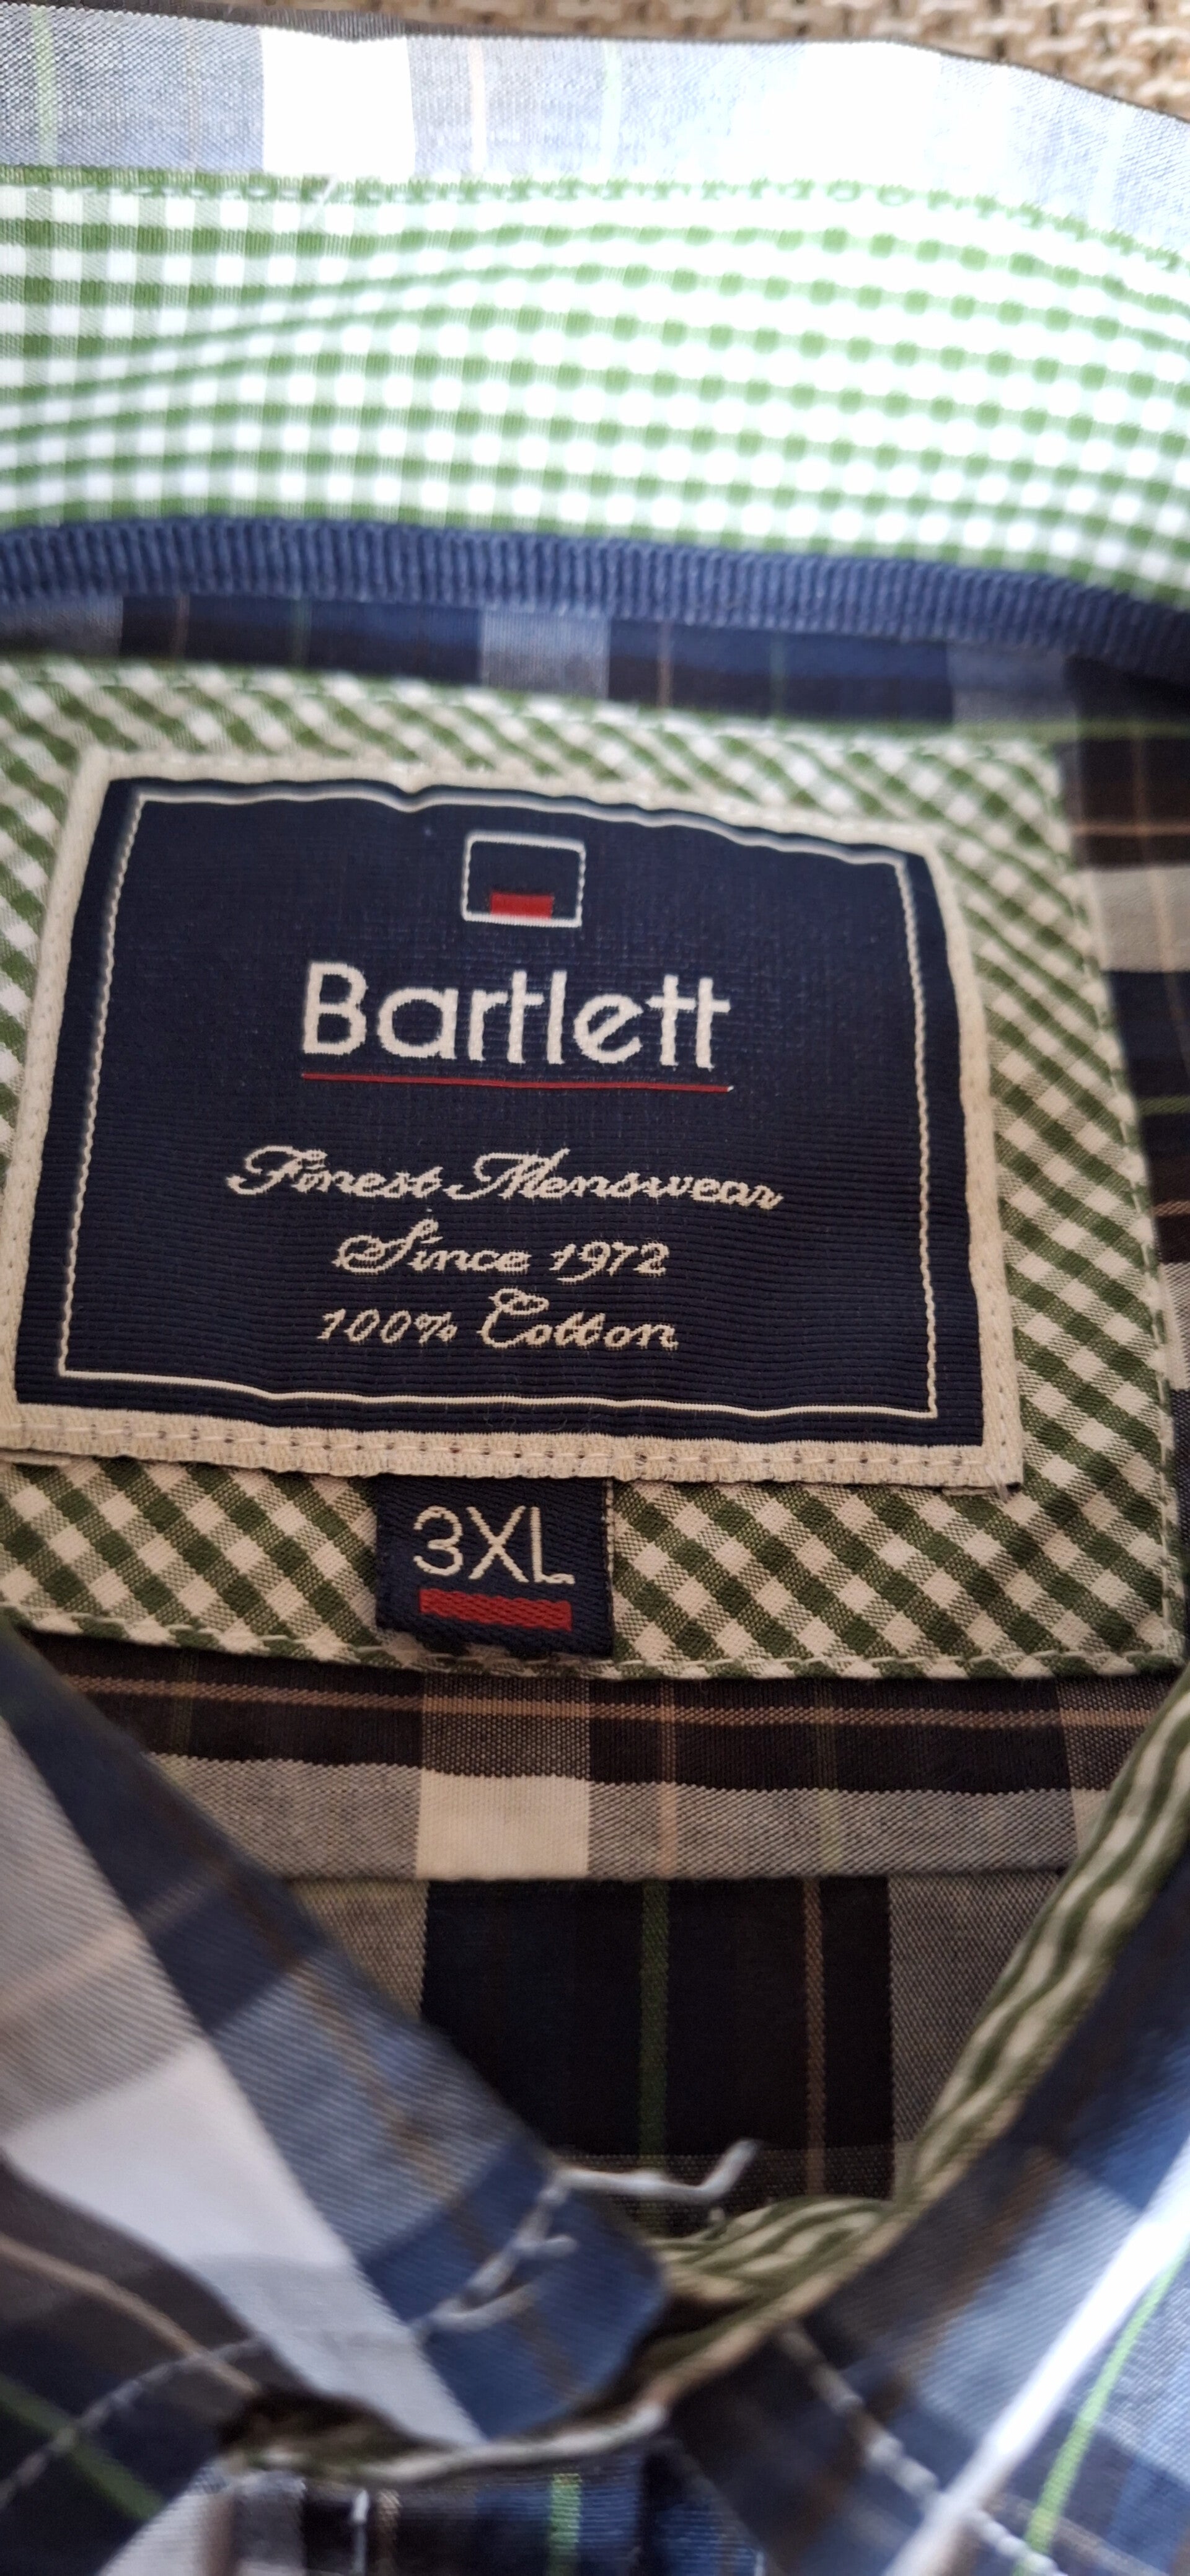 Bartlett
Finest Menswear
Since 1972
100% Cotton
3XL